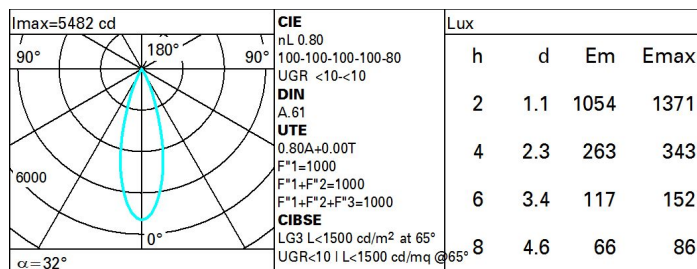 Imax=5482 cd
90°
180°
90°
6000
0°
α=32°
CIE
nL 0.80
100-100-100-100-80
UGR <10-<10
DIN
A.61
UTE
0.80A+0.00T
F"1=1000
F"1+F"2=1000
F"1+F"2+F"3=1000
CIBSE
LG3 L<1500 cd/m² at 65°
UGR<10 | L<1500 cd/mq @65°
Lux
h d Em Emax
2 1.1 1054 1371
4 2.3 263 343
6 3.4 117 152
8 4.6 66 86